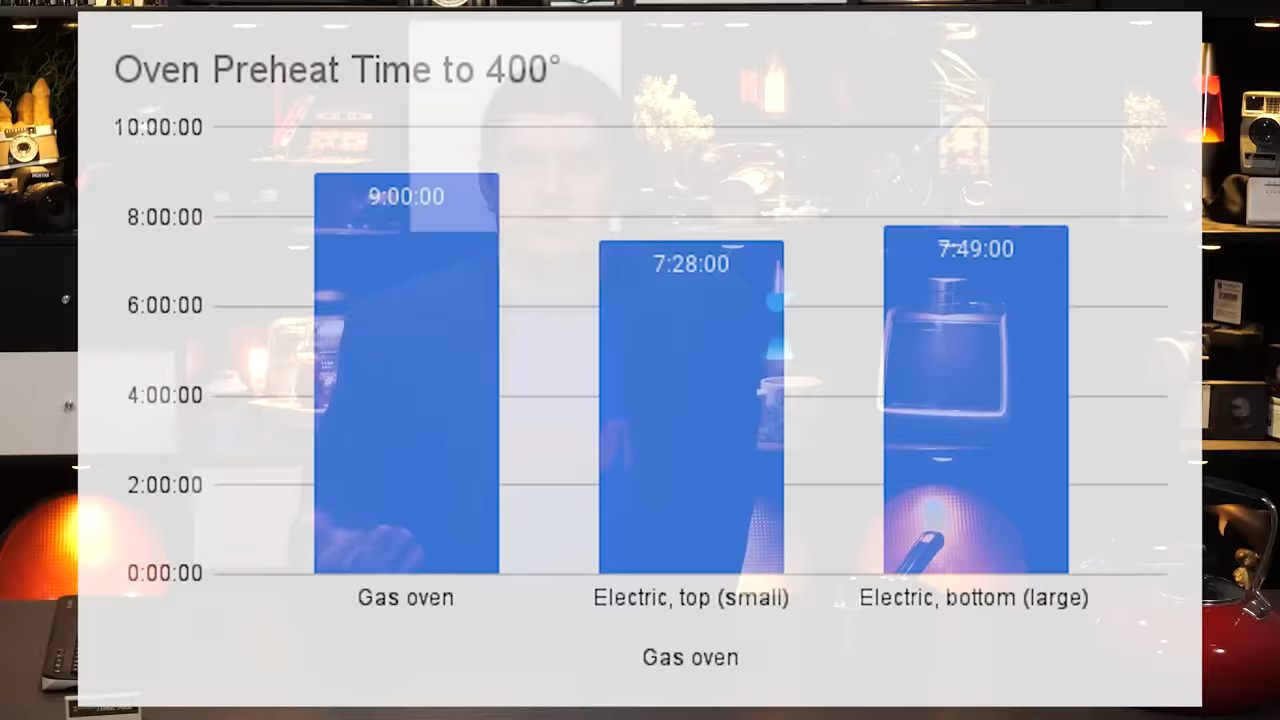 Oven Preheat Time to 400°
10:00:00
9:00:00
8:00:00
7:49:00
7:28:00
6:00:00
4:00:00
2:00:00
0:00:00
Gas oven
Electric, top (small)
Electric, bottom (large)
Gas oven